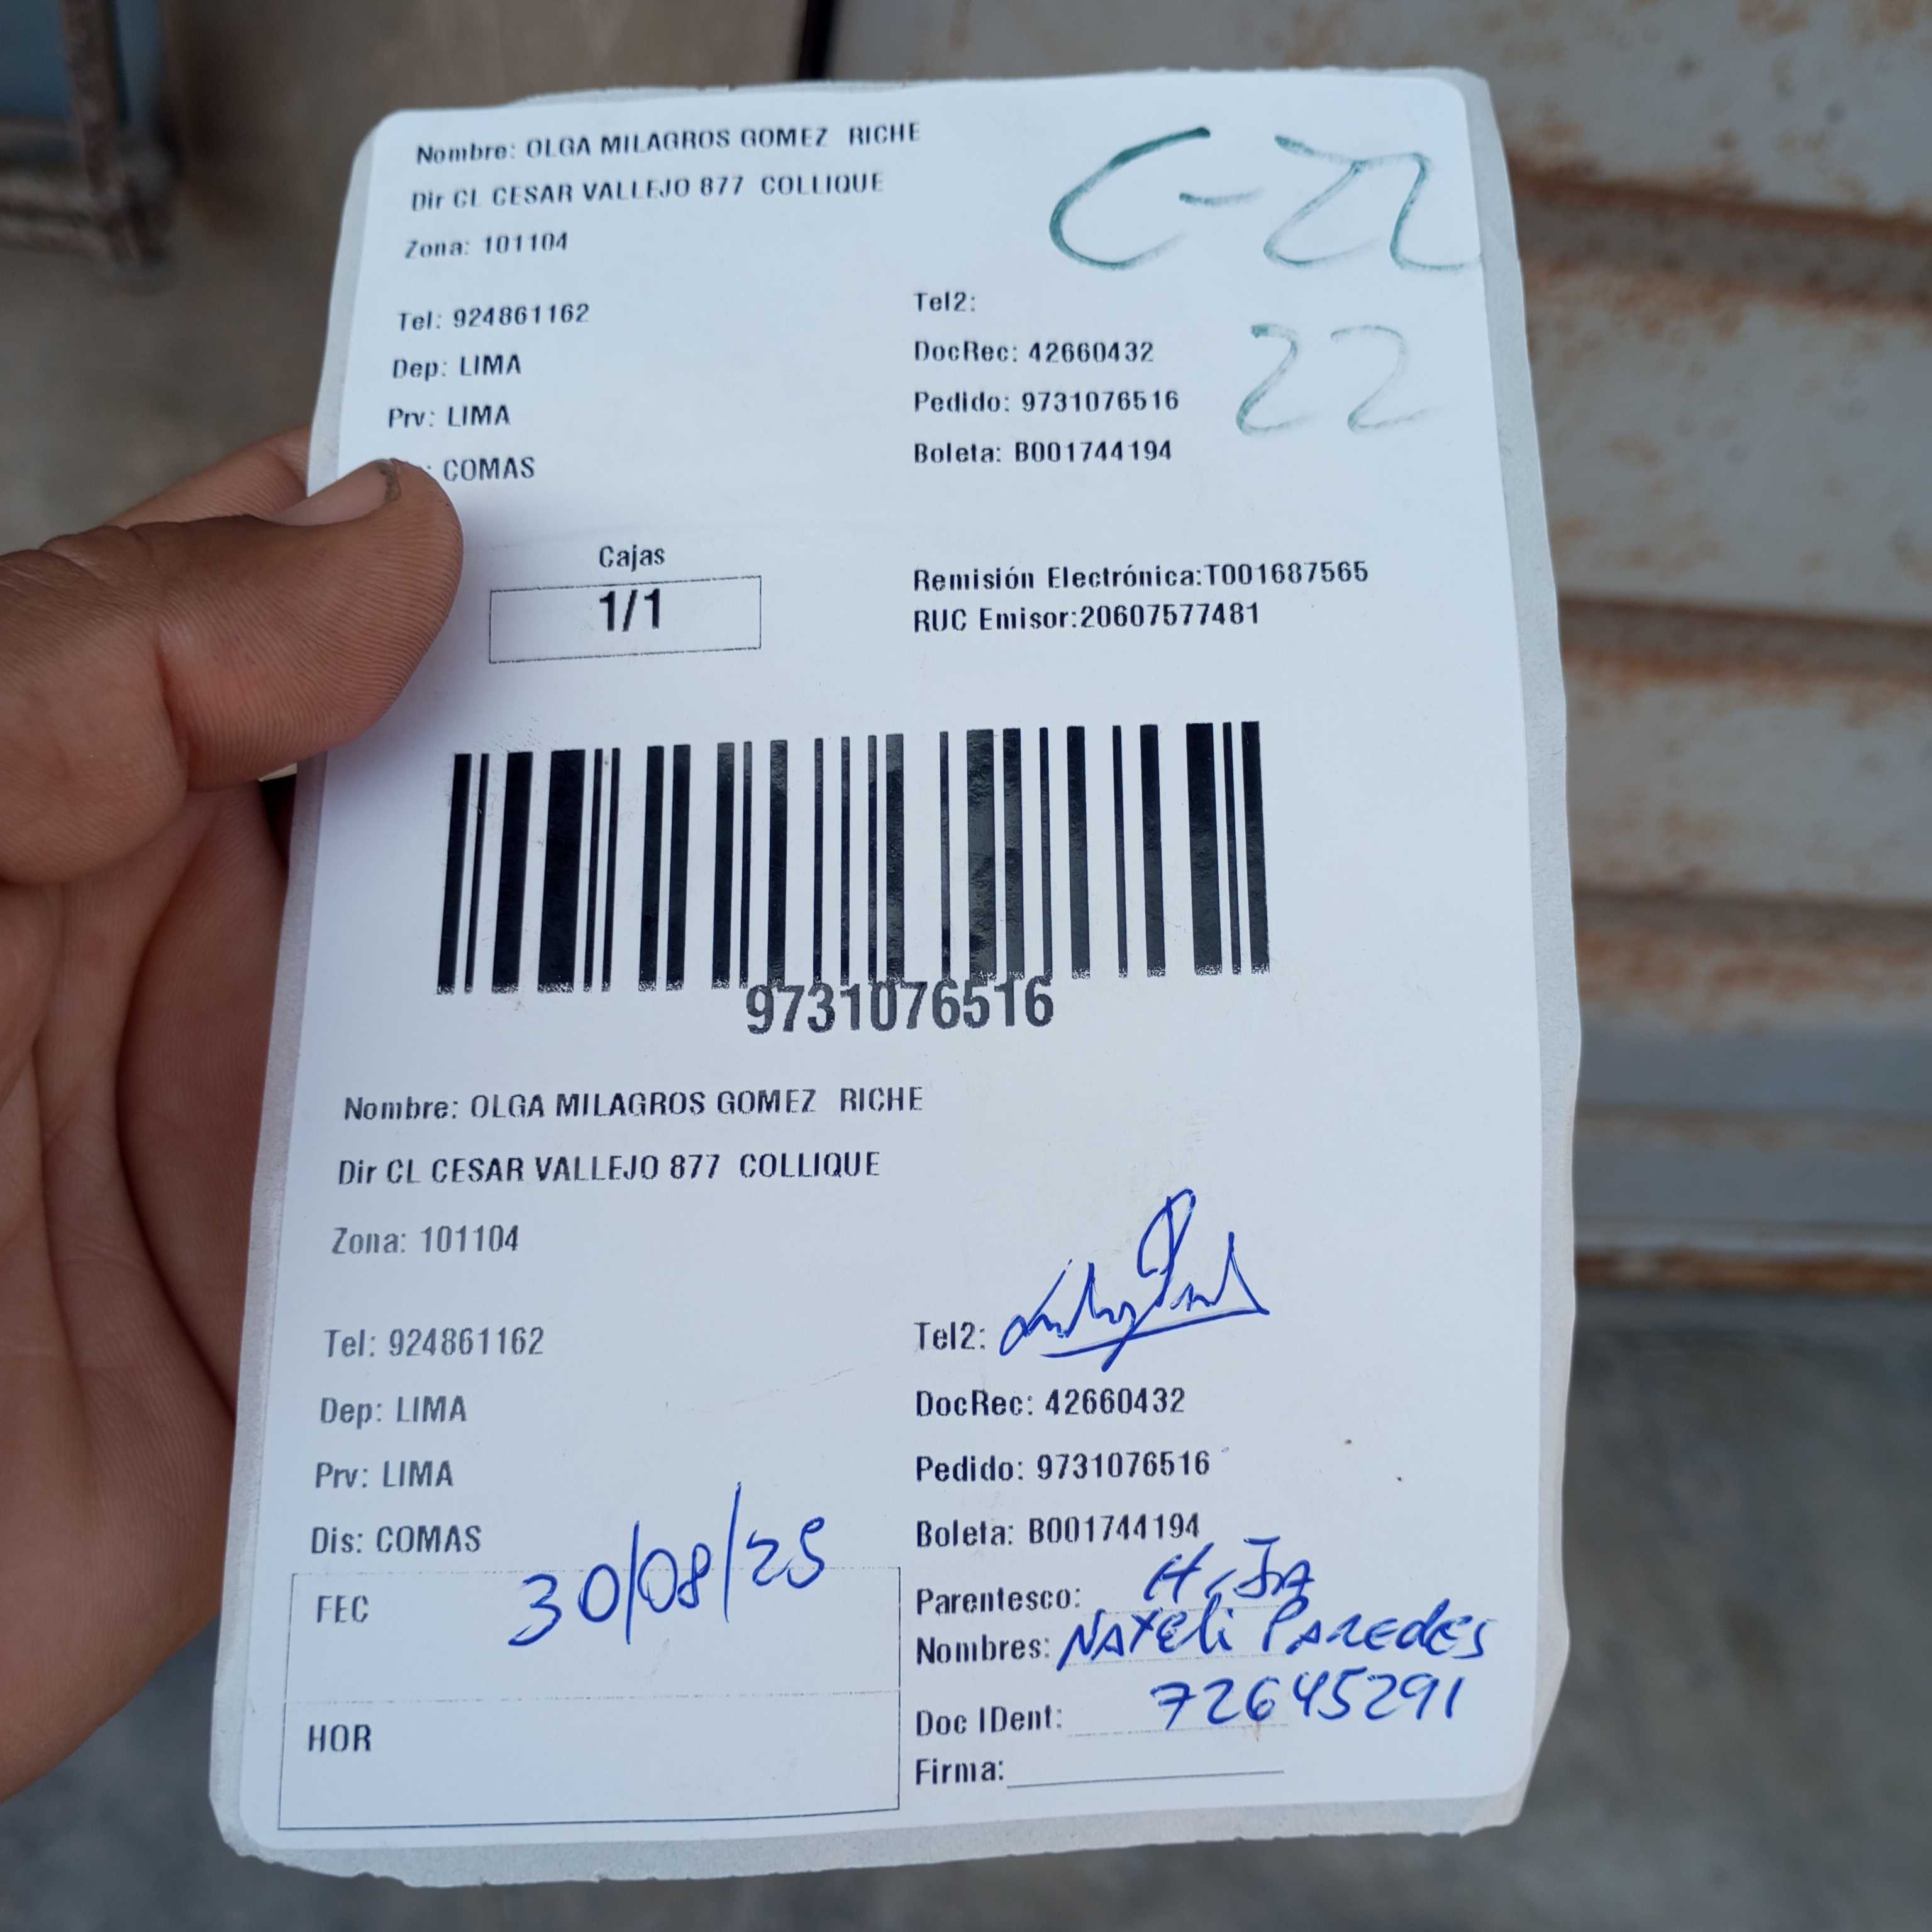 Nombre: OLGA MILAGROS GOMEZ RICHE
Dir CL CESAR VALLEJO 877 COLLIQUE
Zona: 101104
C-22
22
Tel: 924861162
Dep: LIMA
Prv: LIMA
: COMAS
Tel2:
DocRec: 42660432
Pedido: 9731076516
Boleta: B001744194
Cajas
1/1
Remisión Electrónica:T001687565
RUC Emisor:20607577481
9731076516
Nombre: OLGA MILAGROS GOMEZ RICHE
Dir CL CESAR VALLEJO 877 COLLIQUE
Zona: 101104
Tel: 924861162
Dep: LIMA
Prv: LIMA
Dis: COMAS
FEC 30/08/25
HOR
Tel2:
DocRec: 42660432
Pedido: 9731076516
Boleta: B001744194
Parentesco: HiJA
Nombres: NAYeli PAREdES
Doc IDent: 72645291
Firma: